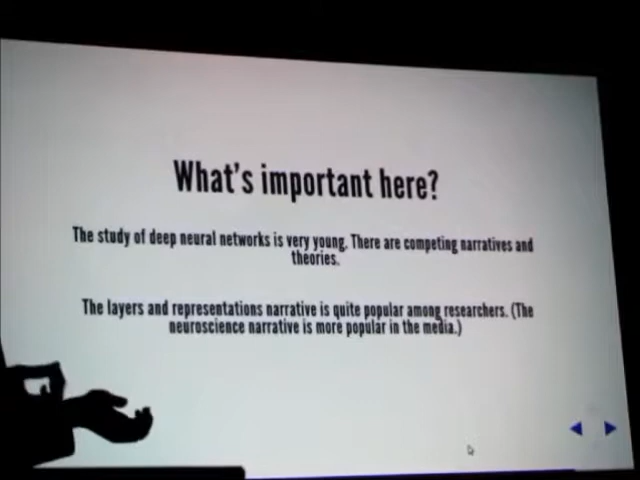 What's important here?
The study of deep neural networks is very young. There are competing narratives and
theories.
The layers and representations narrative is quite popular among researchers. (The
neuroscience narrative is more popular in the media.)